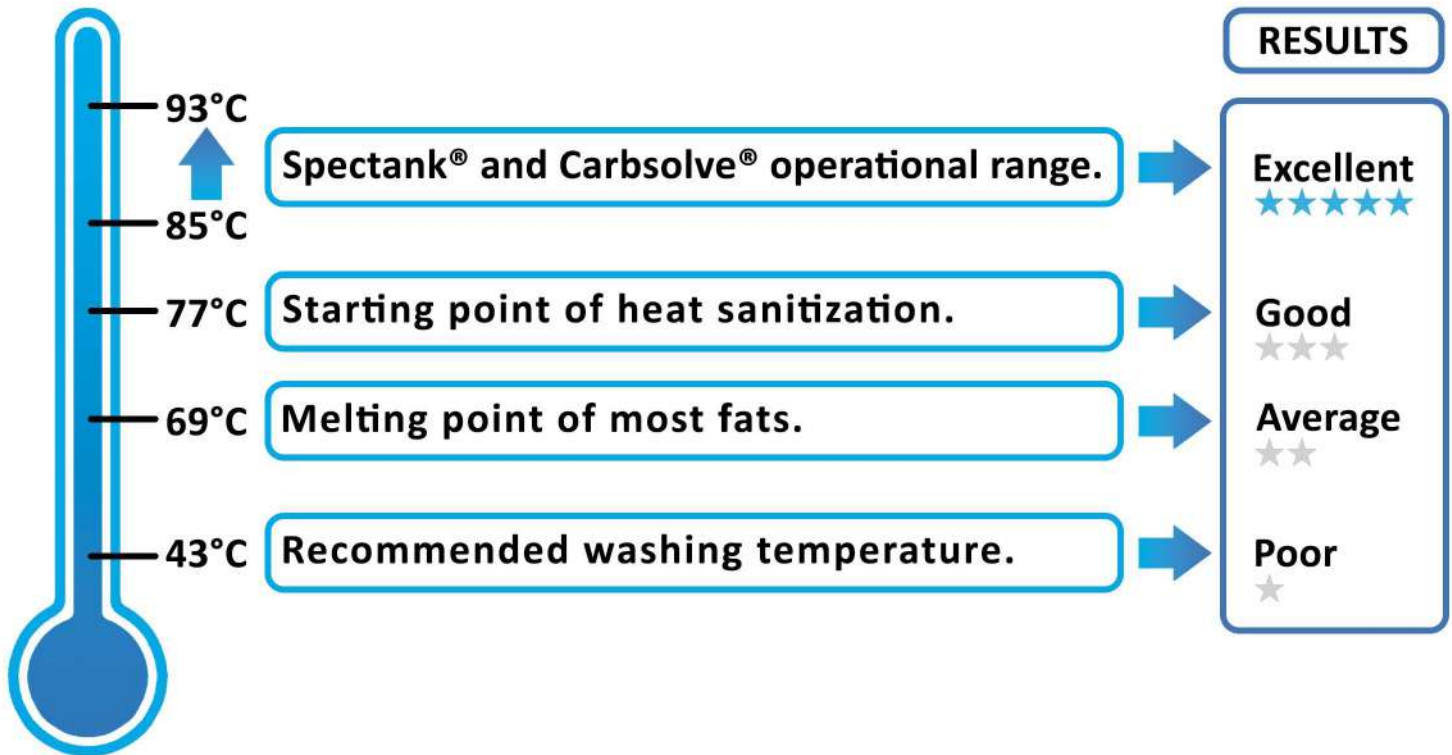 RESULTS
93°C
Spectank® and Carbsolve® operational range.
Excellent
85°C
77°C
Starting point of heat sanitization.
Good
69°C
Melting point of most fats.
Average
43°C
Recommended washing temperature.
Poor